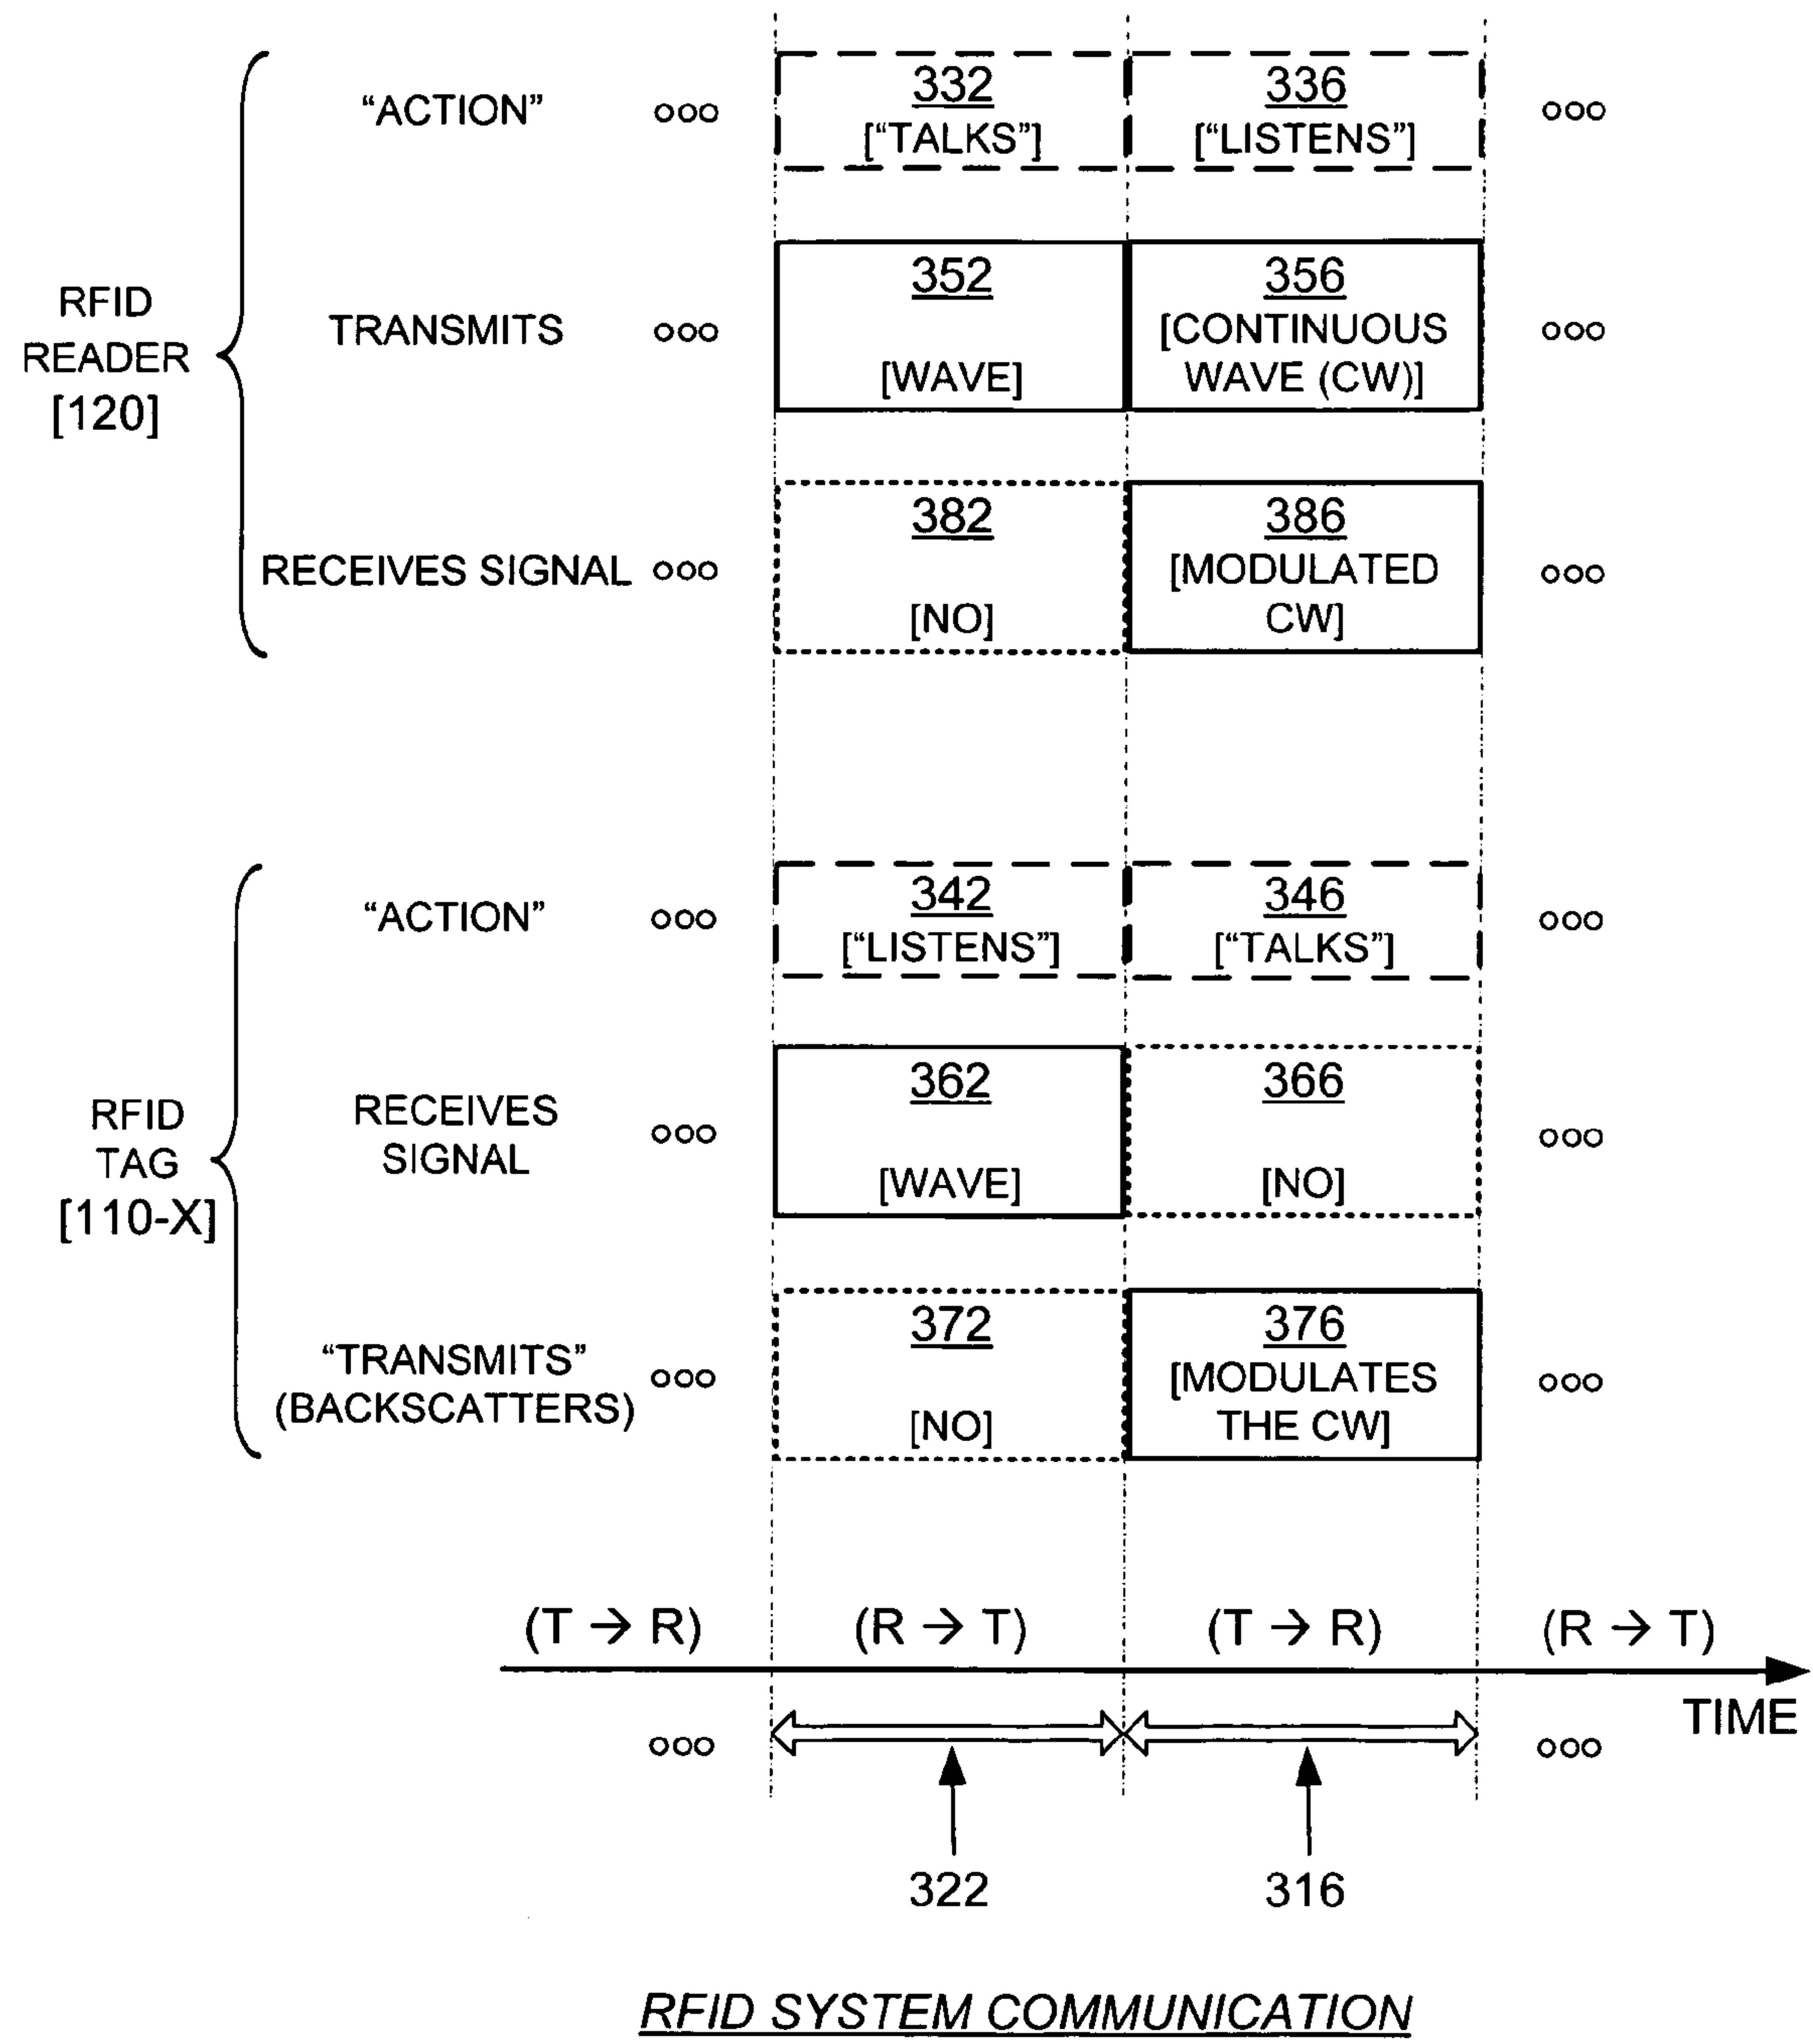 332
336
“ACTION”
ooo
[“TALKS”]
[“LISTENS”]
ooo
RFID
READER
[120]
352
356
TRANSMITS
ooo
[WAVE]
[CONTINUOUS
WAVE (CW)]
ooo
382
386
RECEIVES SIGNAL
ooo
[NO]
[MODULATED
CW]
ooo
342
346
“ACTION”
ooo
[“LISTENS”]
[“TALKS”]
ooo
RFID
TAG
[110-X]
362
366
RECEIVES
SIGNAL
ooo
[WAVE]
[NO]
ooo
372
376
“TRANSMITS”
(BACKSCATTERS)
ooo
[NO]
[MODULATES
THE CW]
ooo
(T → R)
(R → T)
(T → R)
(R → T)
TIME
ooo
ooo
322
316
RFID SYSTEM COMMUNICATION